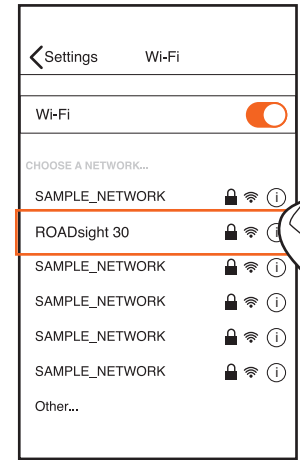 Settings Wi-Fi
Wi-Fi
CHOOSE A NETWORK...
SAMPLE_NETWORK i
ROADsight 30 i
SAMPLE_NETWORK i
SAMPLE_NETWORK i
SAMPLE_NETWORK i
SAMPLE_NETWORK i
Other...